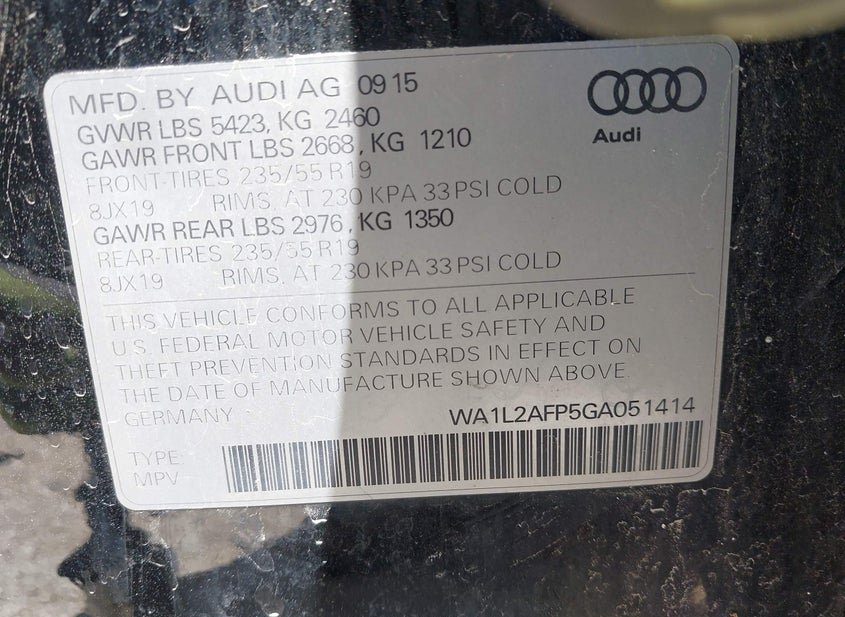 MFD. BY AUDI AG 09 15
GVWR LBS 5423, KG 2460
GAWR FRONT LBS 2668, KG 1210
FRONT-TIRES 235/55 R19
8JX19 RIMS, AT 230 KPA 33 PSI COLD
GAWR REAR LBS 2976, KG 1350
REAR-TIRES 235/55 R19
8JX19 RIMS, AT 230 KPA 33 PSI COLD
Audi
THIS VEHICLE CONFORMS TO ALL APPLICABLE
U.S. FEDERAL MOTOR VEHICLE SAFETY AND
THEFT PREVENTION STANDARDS IN EFFECT ON
THE DATE OF MANUFACTURE SHOWN ABOVE.
GERMANY WA1L2AFP5GA051414
TYPE:
MPV